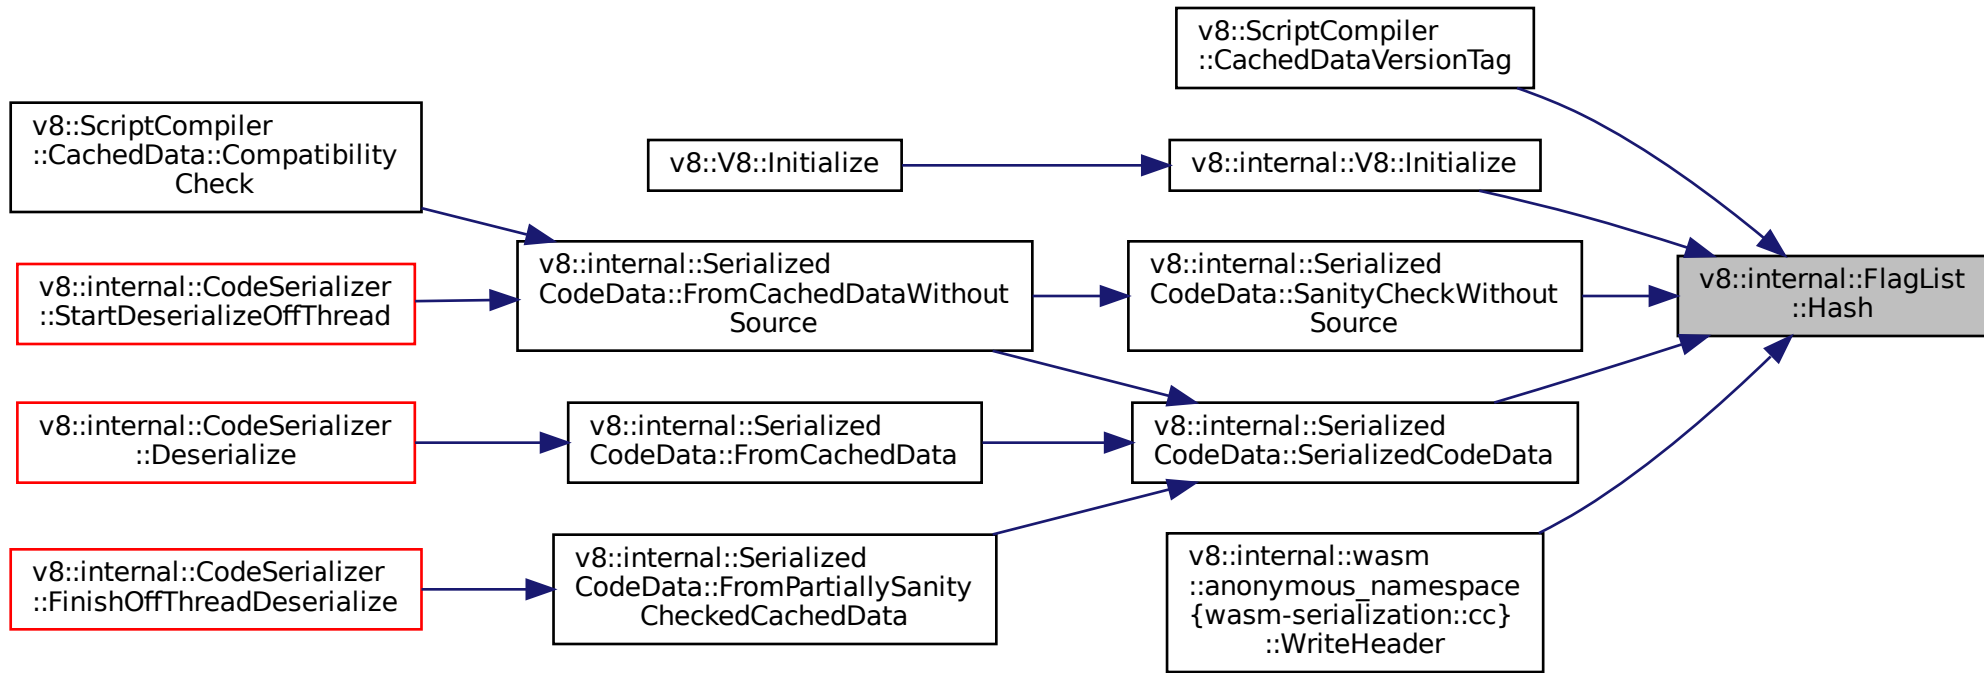 v8::ScriptCompiler
::CachedDataVersionTag
v8::ScriptCompiler
::CachedData::Compatibility
Check
v8::V8::Initialize
v8::internal::V8::Initialize
v8::internal::Serialized
CodeData::FromCachedDataWithout
Source
v8::internal::Serialized
CodeData::SanityCheckWithout
Source
v8::internal::FlagList
::Hash
v8::internal::CodeSerializer
::StartDeserializeOffThread
v8::internal::CodeSerializer
::Deserialize
v8::internal::Serialized
CodeData::FromCachedData
v8::internal::Serialized
CodeData::SerializedCodeData
v8::internal::CodeSerializer
::FinishOffThreadDeserialize
v8::internal::Serialized
CodeData::FromPartiallySanity
CheckedCachedData
v8::internal::wasm
::anonymous_namespace
{wasm-serialization::cc}
::WriteHeader